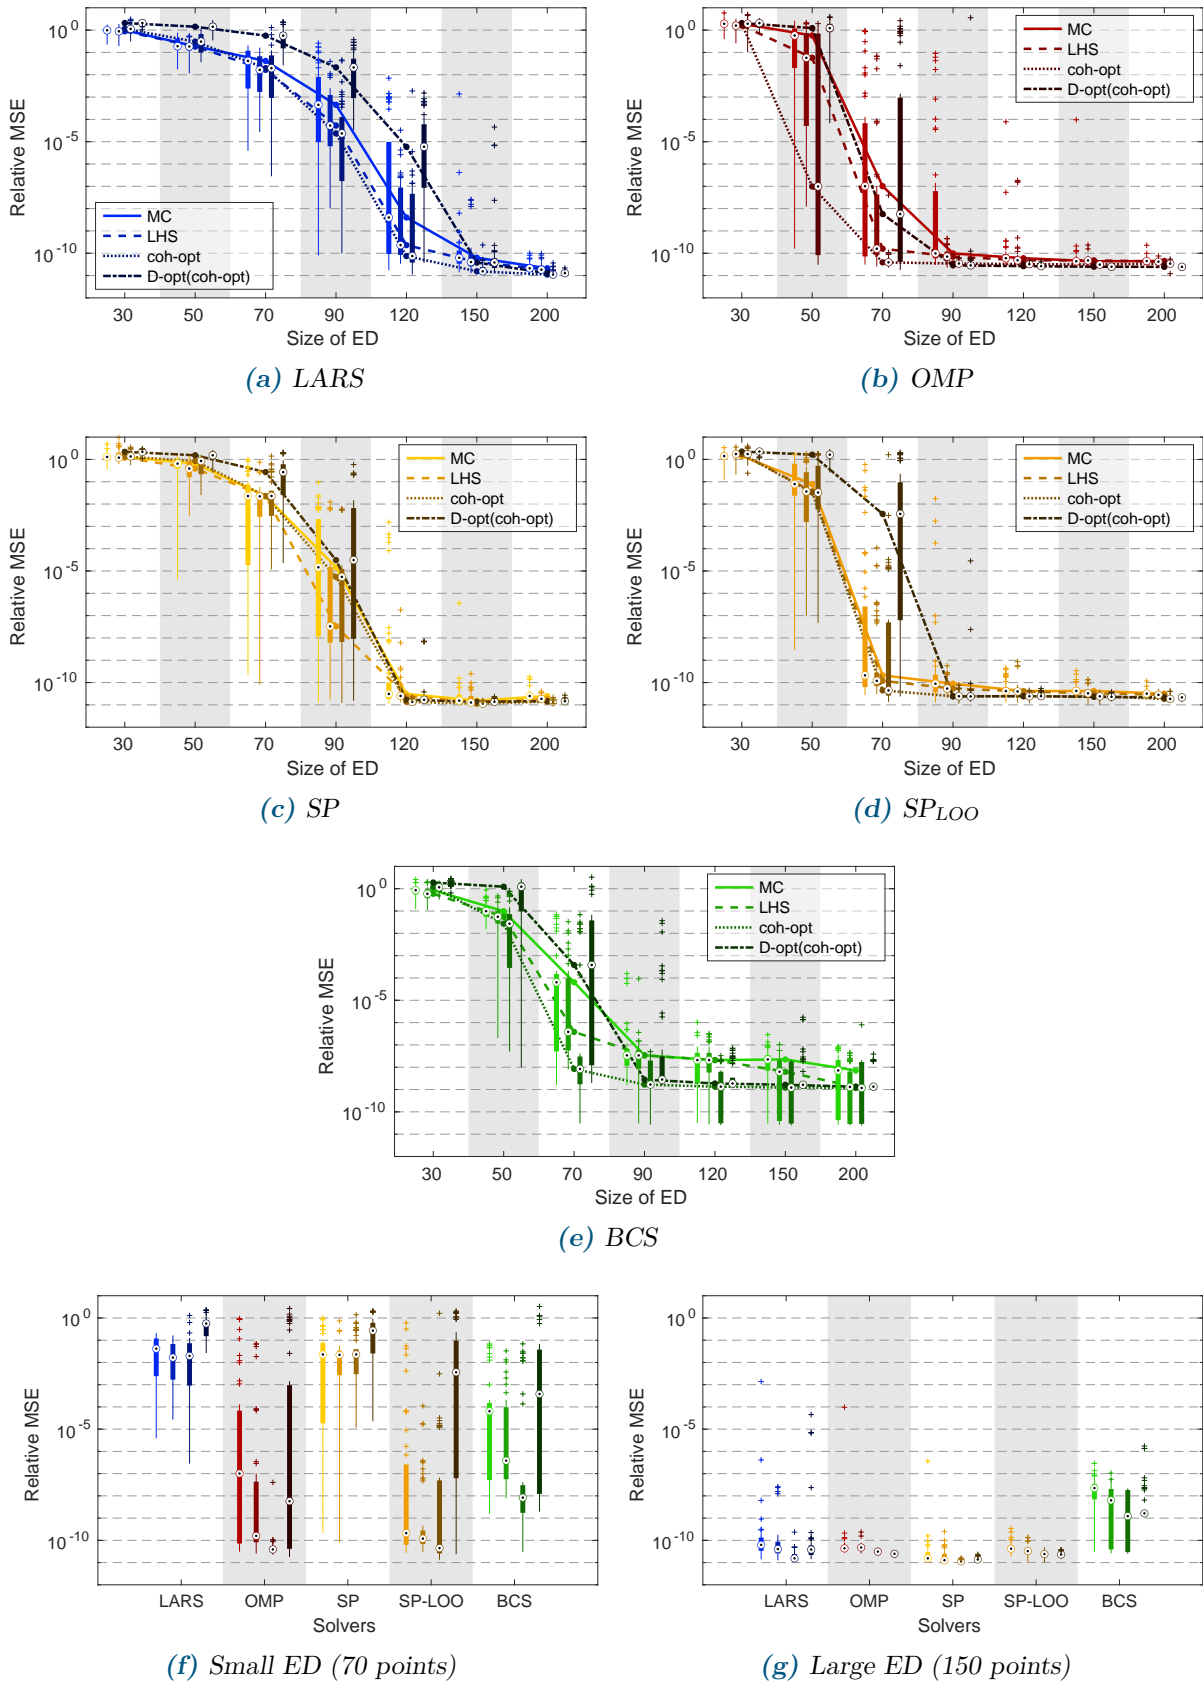 10^0
10^-5
10^-10
Relative MSE
MC
LHS
coh-opt
D-opt(coh-opt)
30 50 70 90 120 150 200
Size of ED
(a) LARS
10^0
10^-5
10^-10
Relative MSE
MC
LHS
coh-opt
D-opt(coh-opt)
30 50 70 90 120 150 200
Size of ED
(b) OMP
10^0
10^-5
10^-10
Relative MSE
MC
LHS
coh-opt
D-opt(coh-opt)
30 50 70 90 120 150 200
Size of ED
(c) SP
10^0
10^-5
10^-10
Relative MSE
MC
LHS
coh-opt
D-opt(coh-opt)
30 50 70 90 120 150 200
Size of ED
(d) SP_LOO
10^0
10^-5
10^-10
Relative MSE
MC
LHS
coh-opt
D-opt(coh-opt)
30 50 70 90 120 150 200
Size of ED
(e) BCS
10^0
10^-5
10^-10
Relative MSE
LARS OMP SP SP-LOO BCS
Solvers
(f) Small ED (70 points)
10^0
10^-5
10^-10
Relative MSE
LARS OMP SP SP-LOO BCS
Solvers
(g) Large ED (150 points)